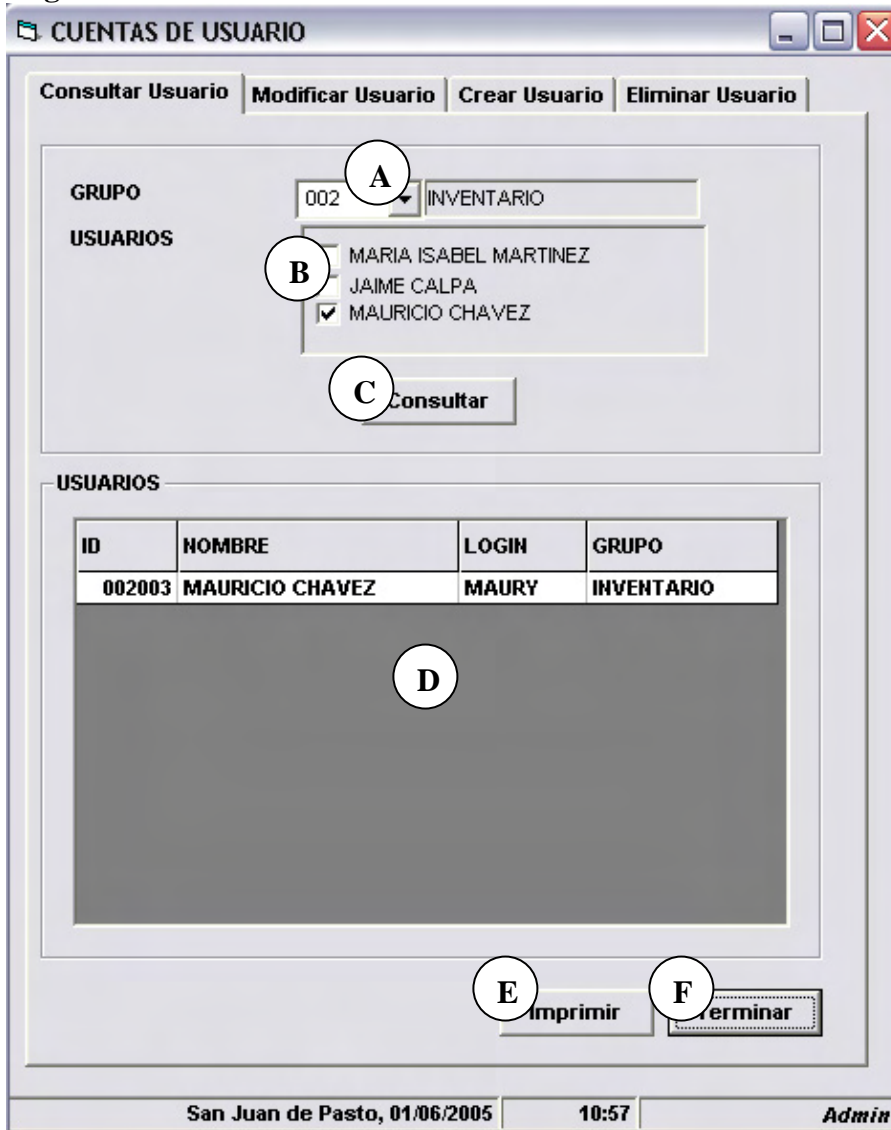 CUENTAS DE USUARIO
Consultar Usuario Modificar Usuario Crear Usuario Eliminar Usuario
A
GRUPO 002 INVENTARIO
USUARIOS
B
MARIA ISABEL MARTINEZ
JAIME CALPA
MAURICIO CHAVEZ
C
Consultar
USUARIOS
ID NOMBRE LOGIN GRUPO
002003 MAURICIO CHAVEZ MAURY INVENTARIO
D
E F
Imprimir Terminar
San Juan de Pasto, 01/06/2005 10:57 Admin